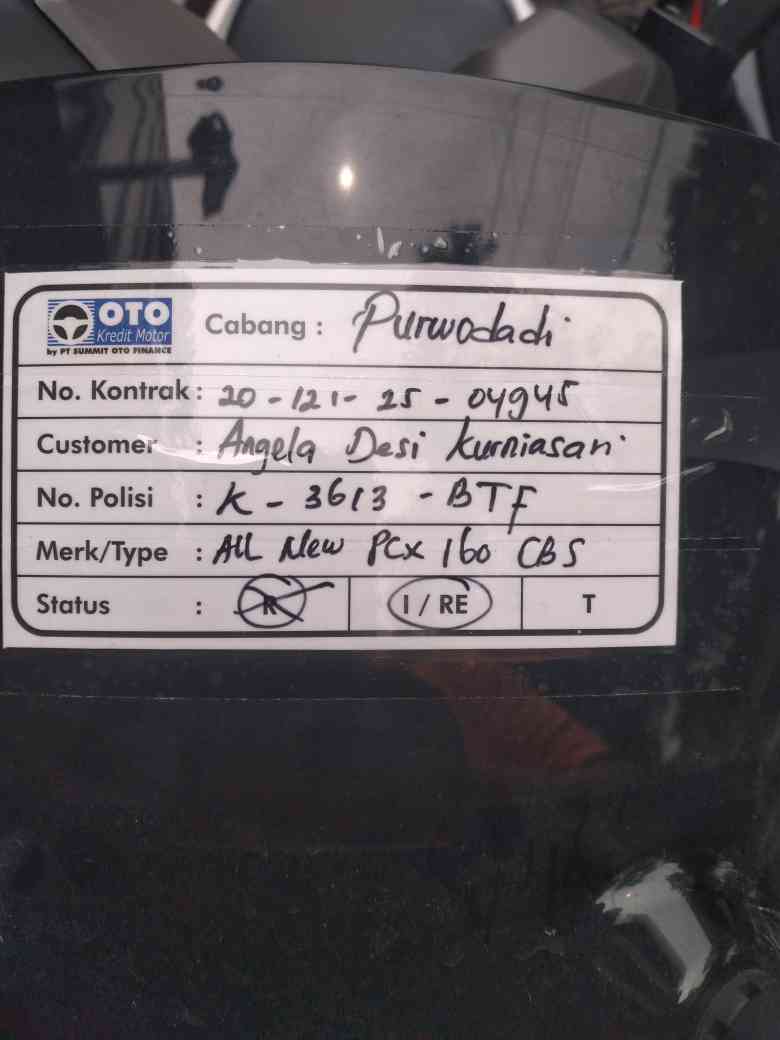 OTO
Kredit Motor
by PT SUMMIT OTO FINANCE
Cabang : Purwodadi
No. Kontrak : 20-121-25-04945
Customer : Angela Desi Kurniasari
No. Polisi : K-3613-BTF
Merk/Type : All New PCX 160 CBS
Status : R I / RE T